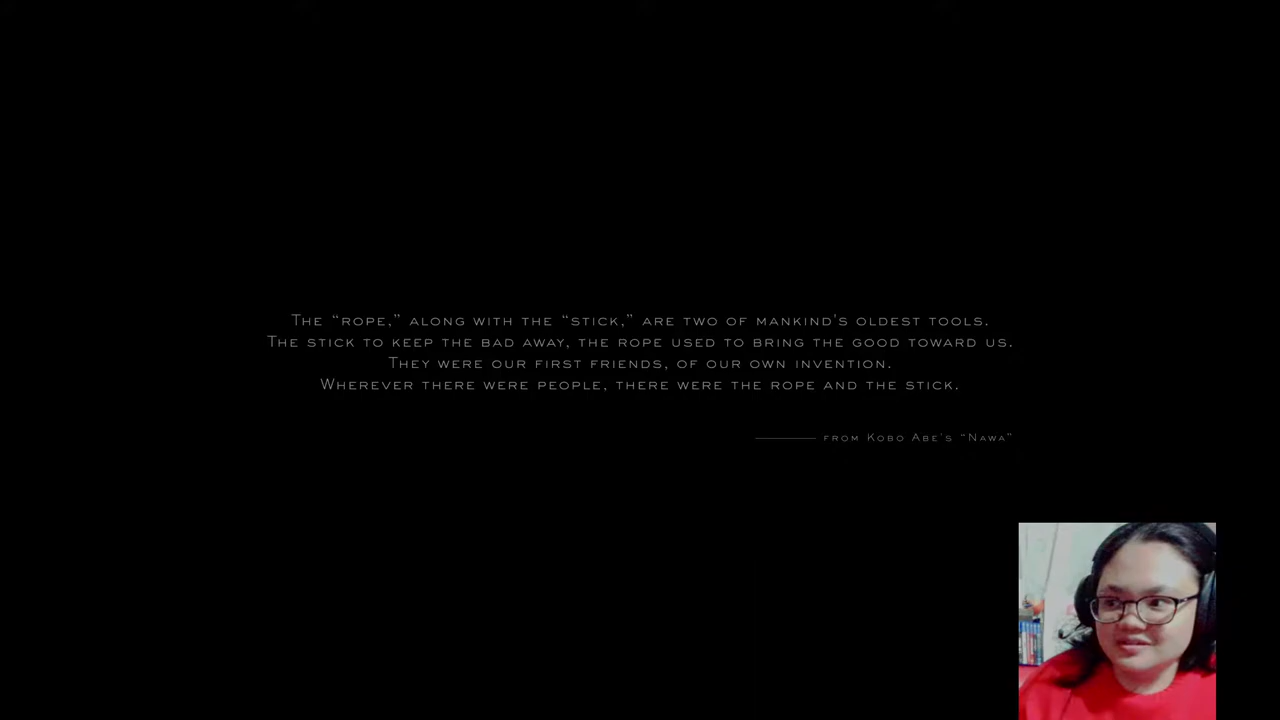 The “rope,” along with the “stick,” are two of mankind's oldest tools.
The stick to keep the bad away, the rope used to bring the good toward us.
They were our first friends, of our own invention.
Wherever there were people, there were the rope and the stick.
——— from Kobo Abe's “Nawa”